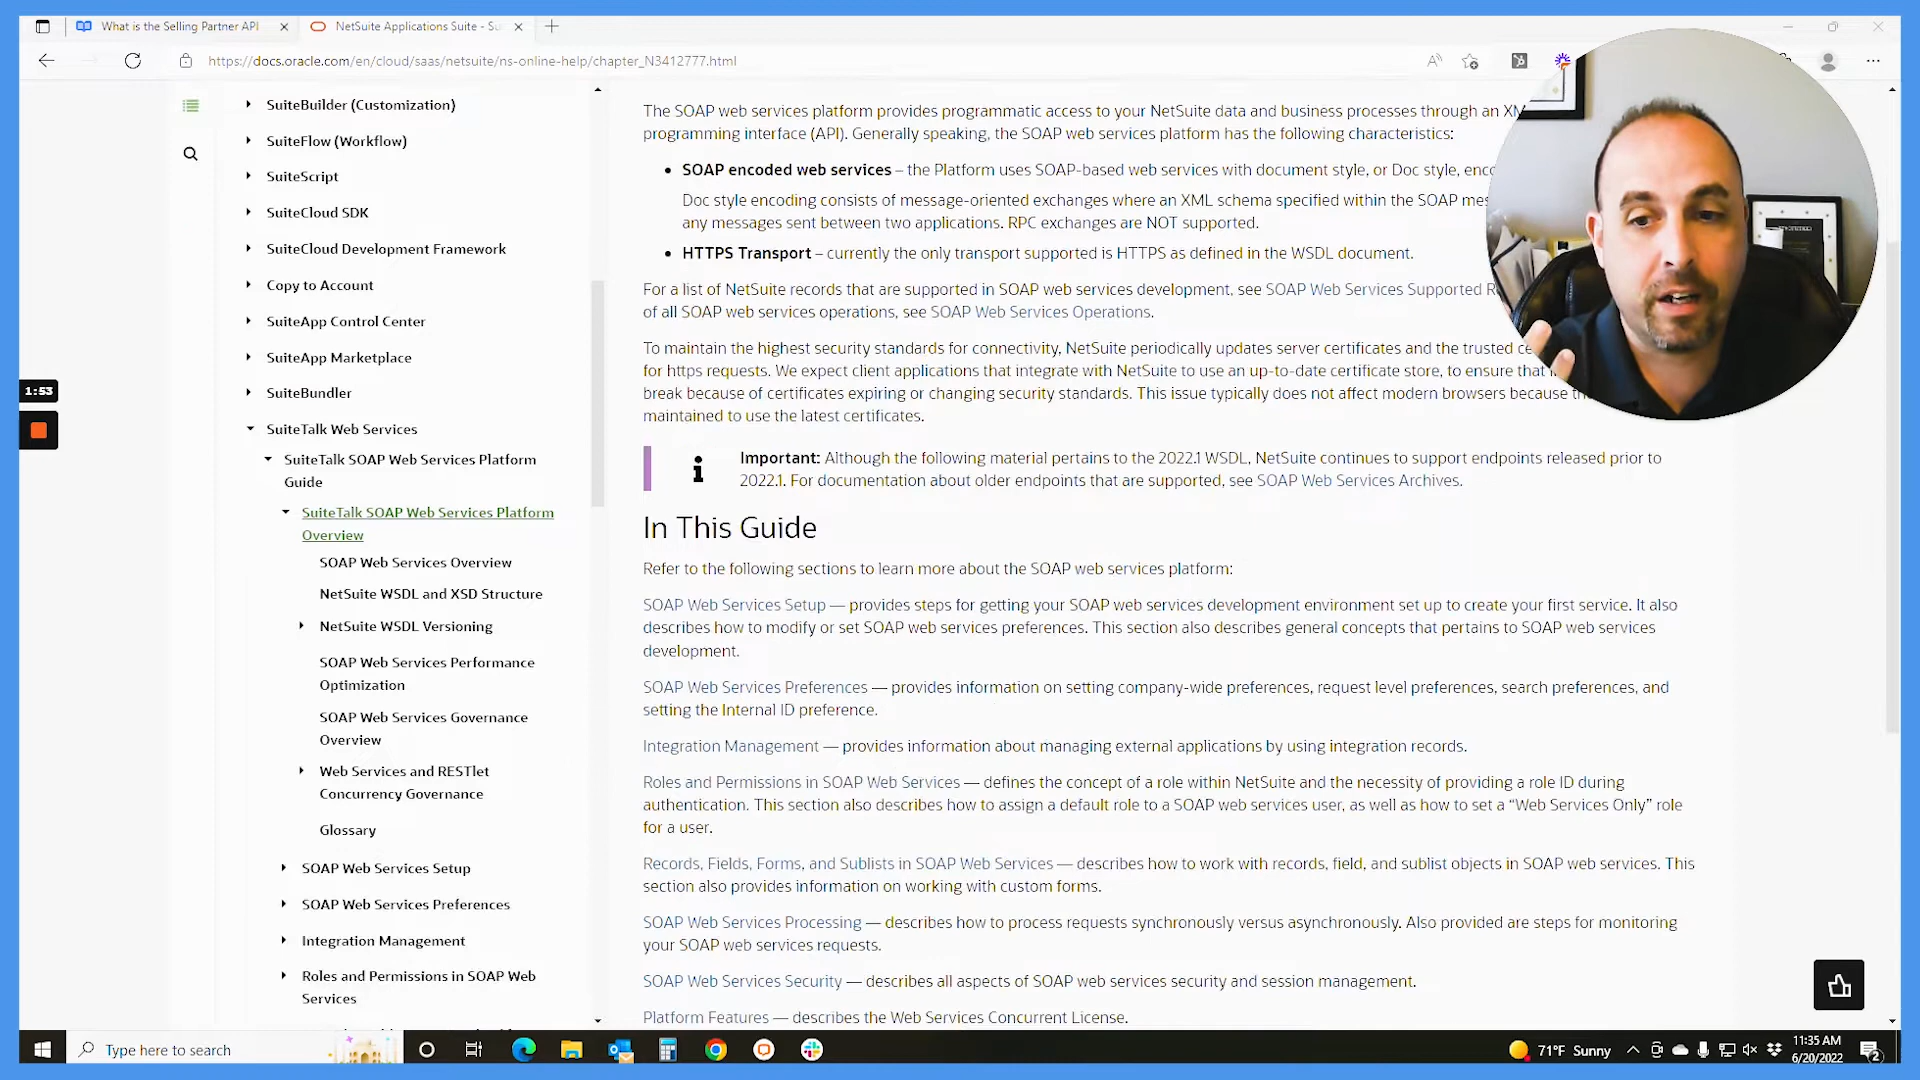 What is the Selling Partner API
NetSuite Applications Suite - Su
https://docs.oracle.com/en/cloud/saas/netsuite/ns-online-help/chapter_N3412777.html
SuiteBuilder (Customization)
SuiteFlow (Workflow)
SuiteScript
SuiteCloud SDK
SuiteCloud Development Framework
Copy to Account
SuiteApp Control Center
SuiteApp Marketplace
SuiteBundler
SuiteTalk Web Services
SuiteTalk SOAP Web Services Platform
Guide
SuiteTalk SOAP Web Services Platform
Overview
SOAP Web Services Overview
NetSuite WSDL and XSD Structure
NetSuite WSDL Versioning
SOAP Web Services Performance
Optimization
SOAP Web Services Governance
Overview
Web Services and RESTlet
Concurrency Governance
Glossary
SOAP Web Services Setup
SOAP Web Services Preferences
Integration Management
Roles and Permissions in SOAP Web
Services
1:53
The SOAP web services platform provides programmatic access to your NetSuite data and business processes through an XM
programming interface (API). Generally speaking, the SOAP web services platform has the following characteristics:
• SOAP encoded web services – the Platform uses SOAP-based web services with document style, or Doc style, enc
Doc style encoding consists of message-oriented exchanges where an XML schema specified within the SOAP mes
any messages sent between two applications. RPC exchanges are NOT supported.
• HTTPS Transport – currently the only transport supported is HTTPS as defined in the WSDL document.
For a list of NetSuite records that are supported in SOAP web services development, see SOAP Web Services Supported R
of all SOAP web services operations, see SOAP Web Services Operations.
To maintain the highest security standards for connectivity, NetSuite periodically updates server certificates and the trusted ce
for https requests. We expect client applications that integrate with NetSuite to use an up-to-date certificate store, to ensure that
break because of certificates expiring or changing security standards. This issue typically does not affect modern browsers because
maintained to use the latest certificates.
Important: Although the following material pertains to the 2022.1 WSDL, NetSuite continues to support endpoints released prior to
2022.1. For documentation about older endpoints that are supported, see SOAP Web Services Archives.
In This Guide
Refer to the following sections to learn more about the SOAP web services platform:
SOAP Web Services Setup — provides steps for getting your SOAP web services development environment set up to create your first service. It also
describes how to modify or set SOAP web services preferences. This section also describes general concepts that pertains to SOAP web services
development.
SOAP Web Services Preferences — provides information on setting company-wide preferences, request level preferences, search preferences, and
setting the Internal ID preference.
Integration Management — provides information about managing external applications by using integration records.
Roles and Permissions in SOAP Web Services — defines the concept of a role within NetSuite and the necessity of providing a role ID during
authentication. This section also describes how to assign a default role to a SOAP web services user, as well as how to set a “Web Services Only” role
for a user.
Records, Fields, Forms, and Sublists in SOAP Web Services — describes how to work with records, field, and sublist objects in SOAP web services. This
section also provides information on working with custom forms.
SOAP Web Services Processing — describes how to process requests synchronously versus asynchronously. Also provided are steps for monitoring
your SOAP web services requests.
SOAP Web Services Security — describes all aspects of SOAP web services security and session management.
Platform Features — describes the Web Services Concurrent License.
Type here to search
71°F Sunny
11:35 AM
6/20/2022
2